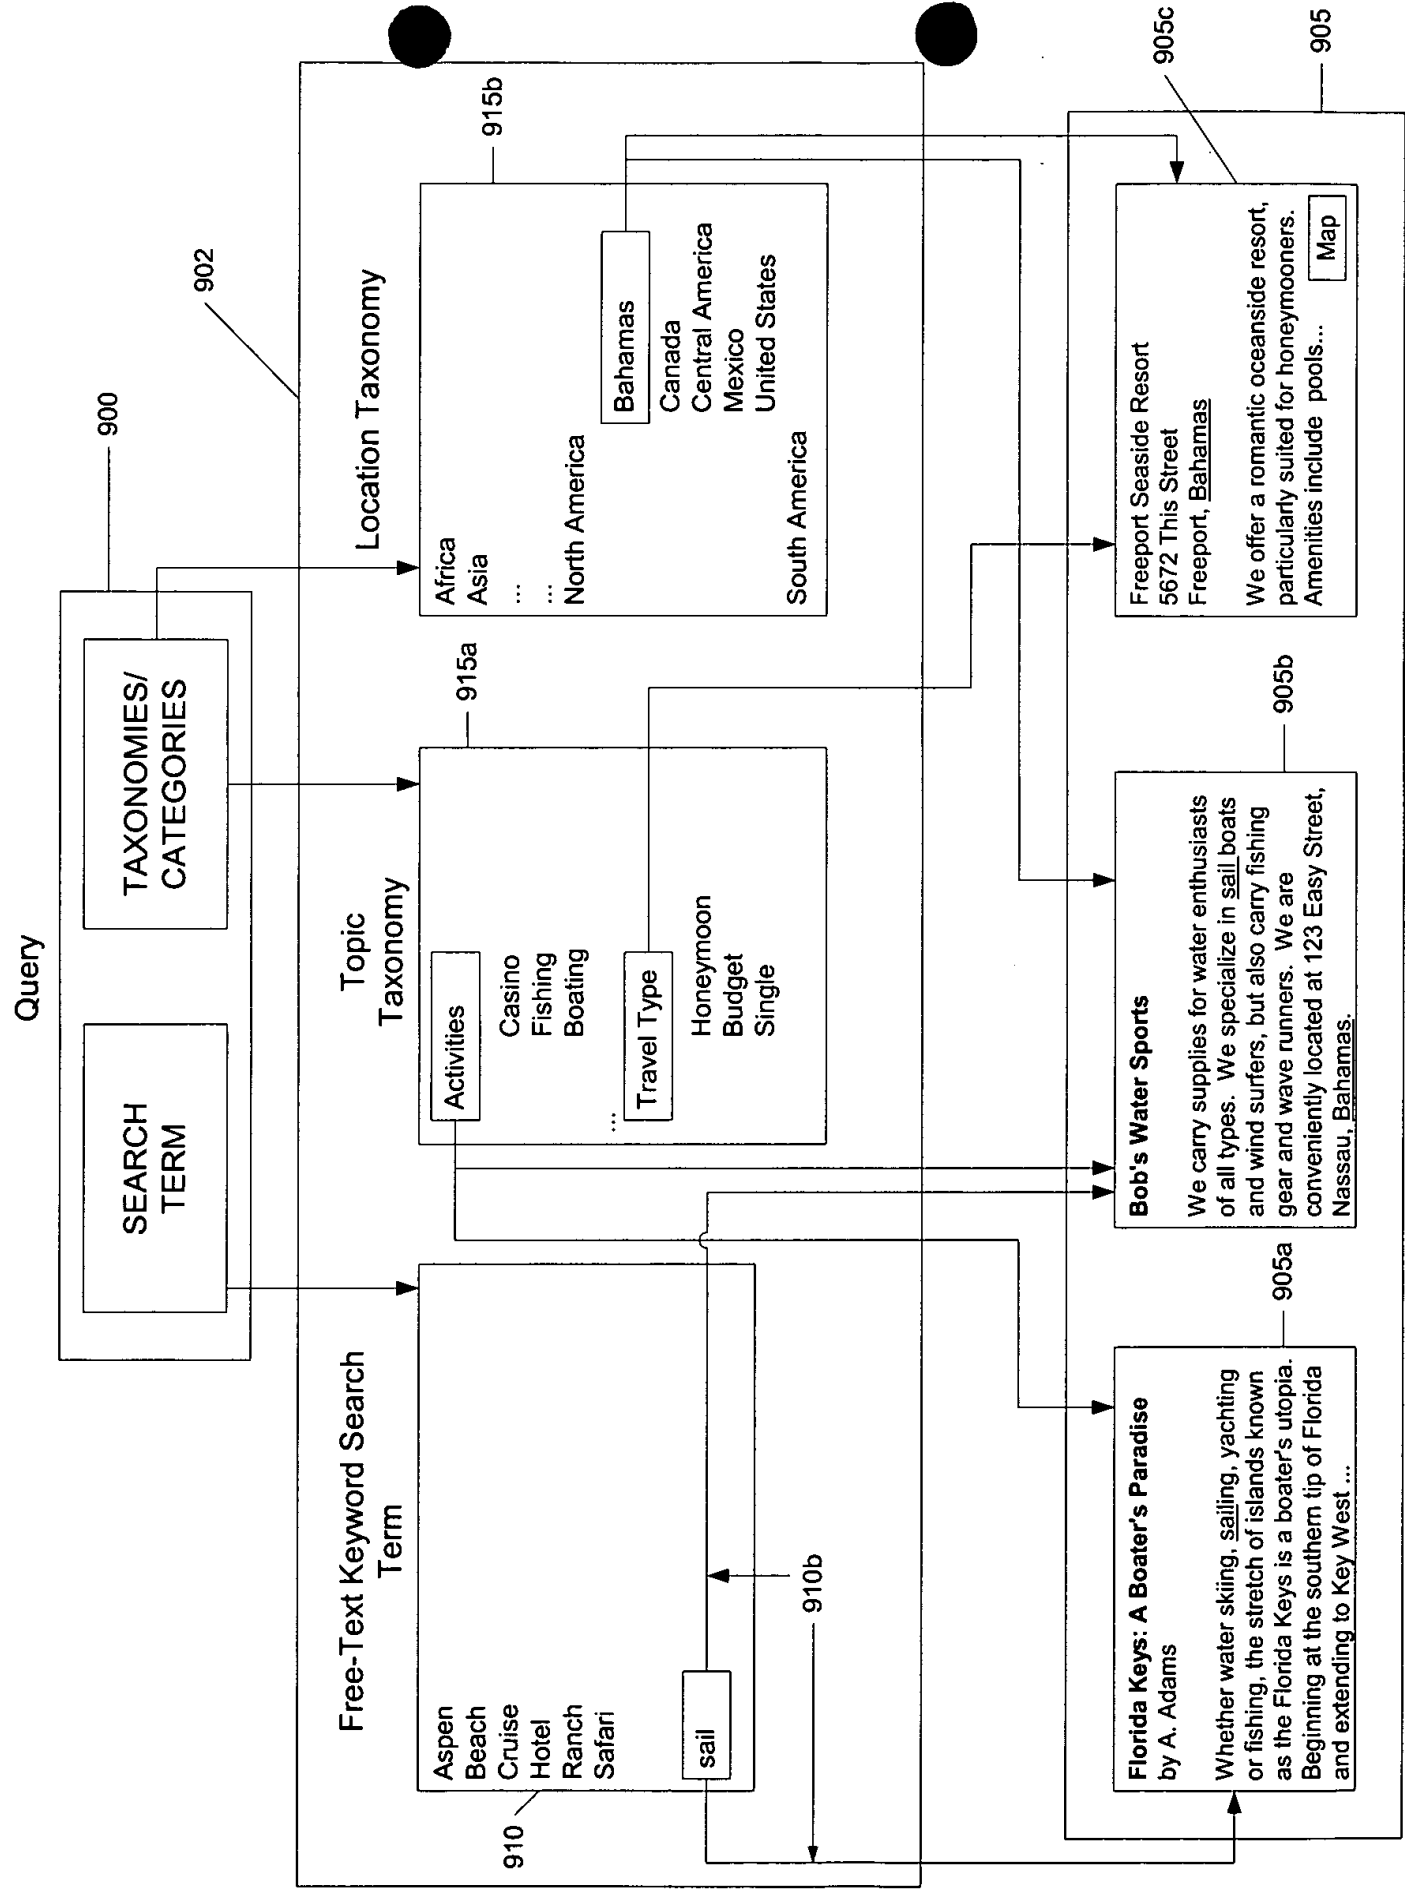 Query
900
SEARCH
TERM
TAXONOMIES/
CATEGORIES
902
Free-Text Keyword Search
Term
910
Aspen
Beach
Cruise
Hotel
Ranch
Safari
sail
910b
Topic
Taxonomy
915a
Activities
Casino
Fishing
Boating
...
Travel Type
Honeymoon
Budget
Single
Location Taxonomy
915b
Africa
Asia
...
...
North America
Bahamas
Canada
Central America
Mexico
United States
South America
905
905a
Florida Keys: A Boater's Paradise
by A. Adams
Whether water skiing, sailing, yachting
or fishing, the stretch of islands known
as the Florida Keys is a boater's utopia.
Beginning at the southern tip of Florida
and extending to Key West ...
905b
Bob's Water Sports
We carry supplies for water enthusiasts
of all types. We specialize in sail boats
and wind surfers, but also carry fishing
gear and wave runners. We are
conveniently located at 123 Easy Street,
Nassau, Bahamas.
905c
Freeport Seaside Resort
5672 This Street
Freeport, Bahamas
We offer a romantic oceanside resort,
particularly suited for honeymooners.
Amenities include pools...
Map